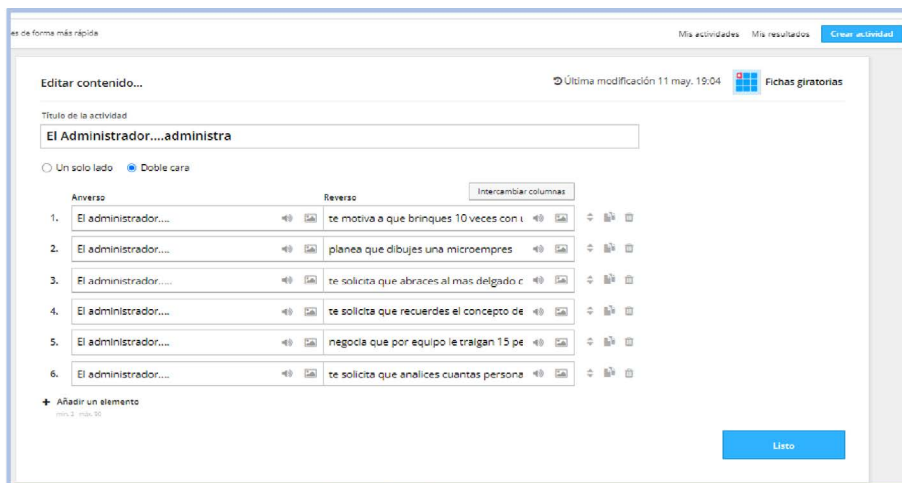 es de forma más rápida Mis actividades Mis resultados Crear actividad
Editar contenido... Última modificación 11 may. 19:04 Fichas giratorias
Título de la actividad
El Administrador....administra
Un solo lado Doble cara
Intercambiar columnas
Anverso Reverso
1. El administrador.... te motiva a que brinques 10 veces con u
2. El administrador.... planea que dibujes una microempres
3. El administrador..... te solicita que abraces al mas delgado c
4. El administrador.... te solicita que recuerdes el concepto de
5. El administrador.... negocia que por equipo le traigan 15 pe
6. El administrador.... te solicita que analices cuantas persona
+ Añadir un elemento
min. 2 máx. 50
Listo